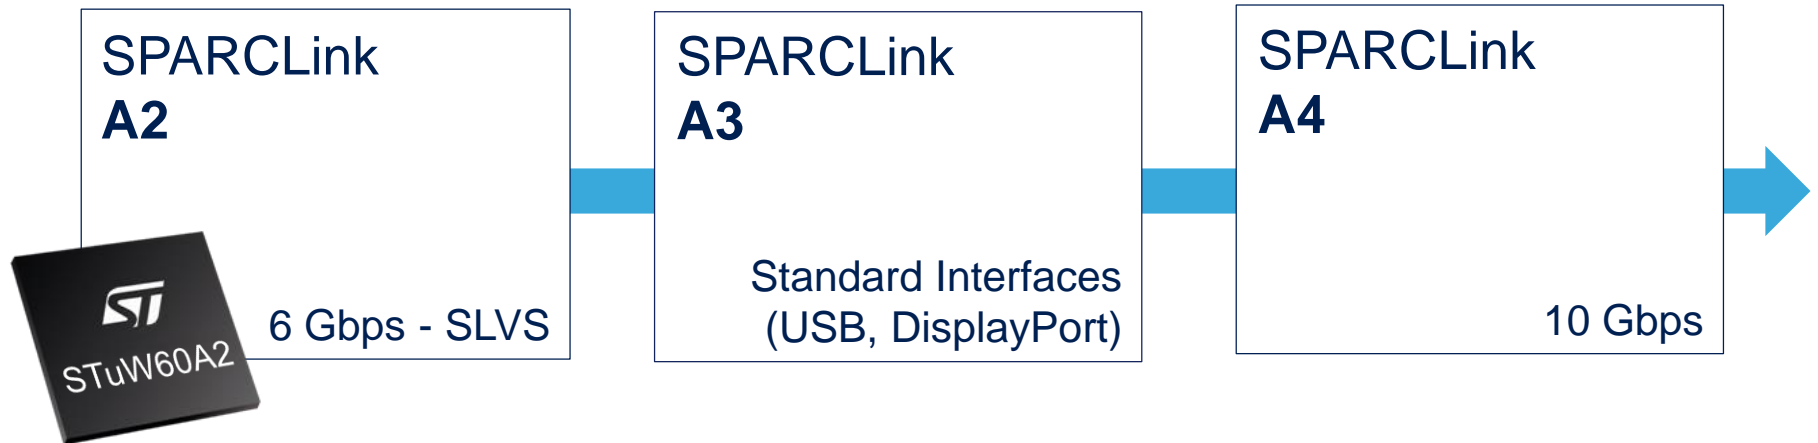 SPARCLink
A2
6 Gbps - SLVS
ST
STuW60A2
SPARCLink
A3
Standard Interfaces
(USB, DisplayPort)
SPARCLink
A4
10 Gbps